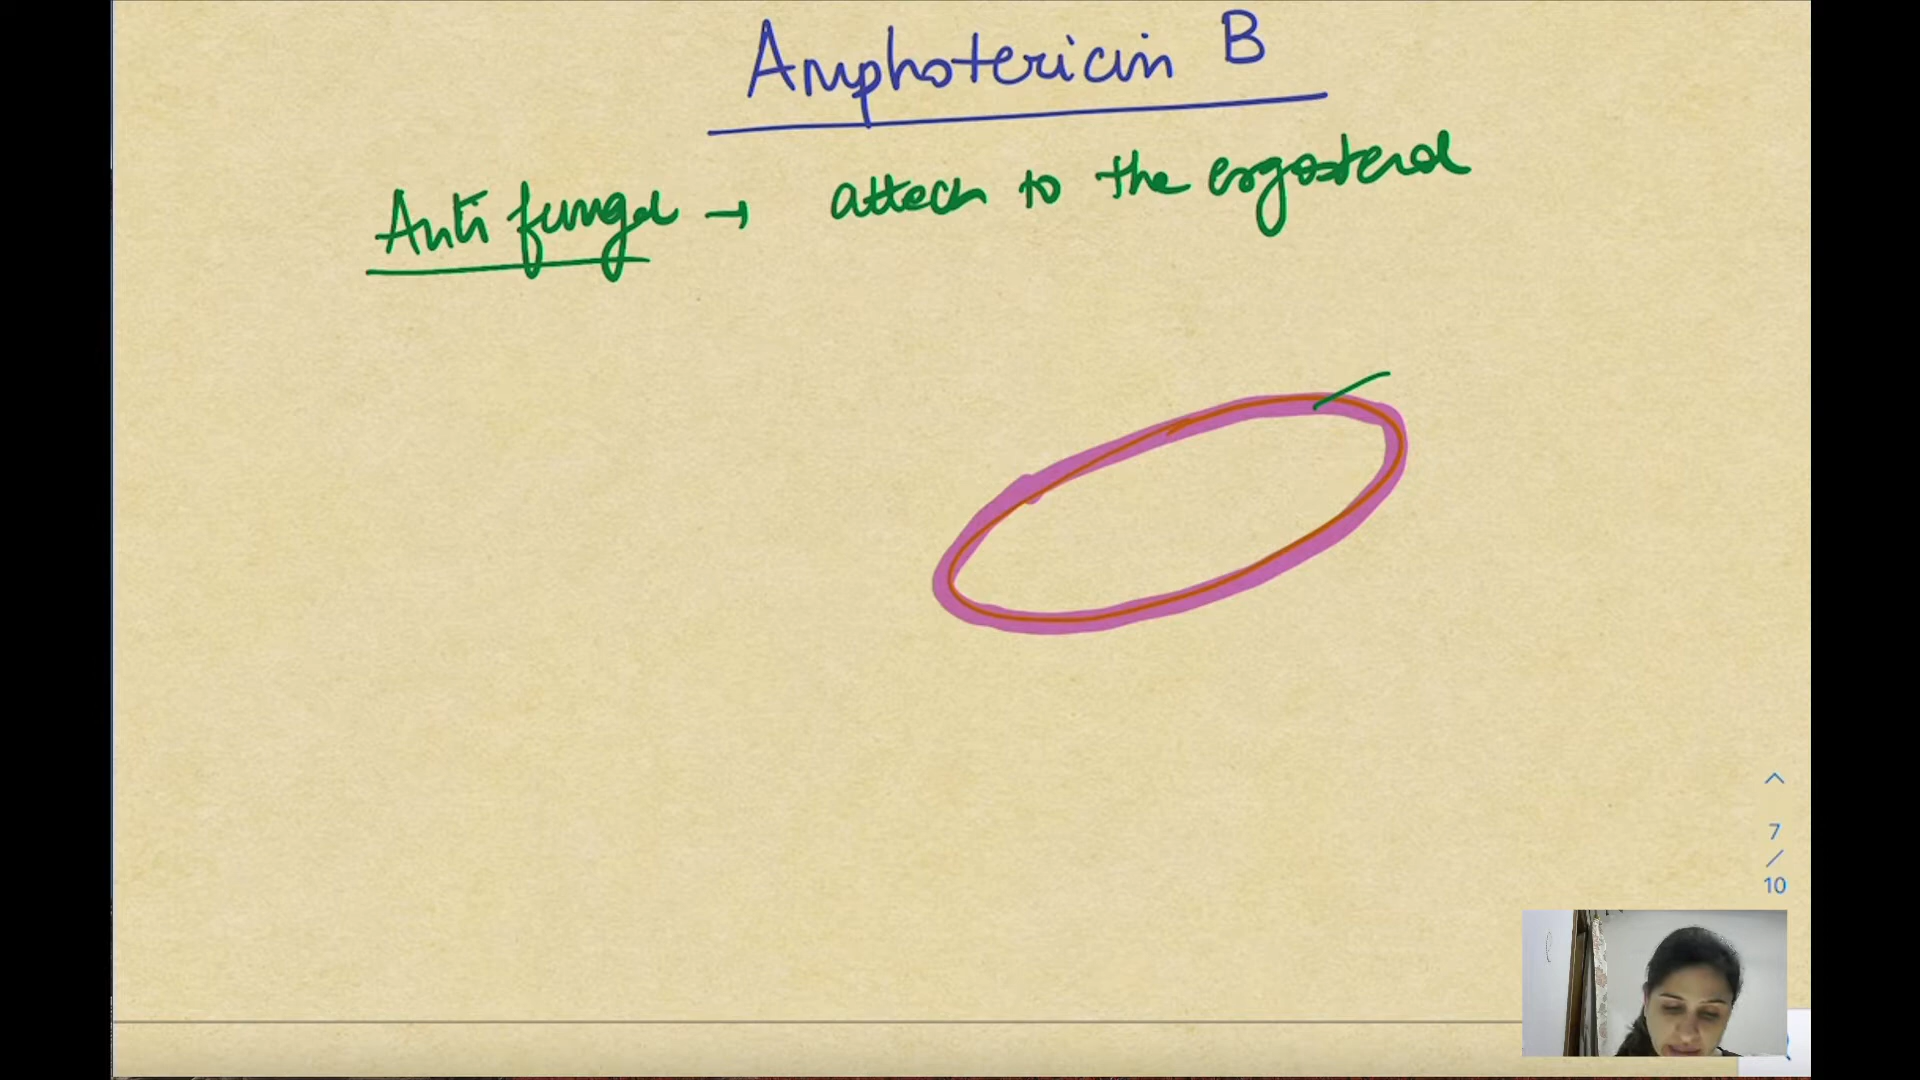 Amphotericin B
Anti fungal → attach to the ergosterol
7
/
10